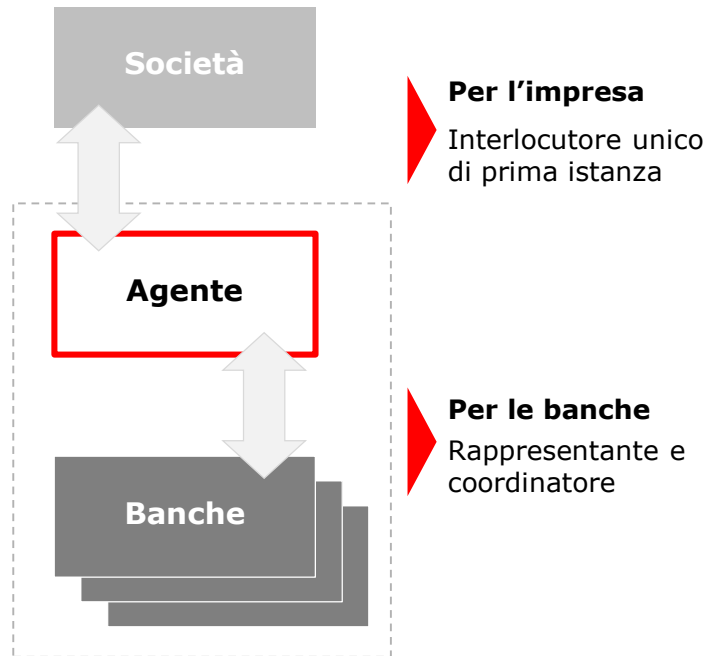 Società
Per l’impresa
Interlocutore unico
di prima istanza
Agente
Per le banche
Rappresentante e
coordinatore
Banche